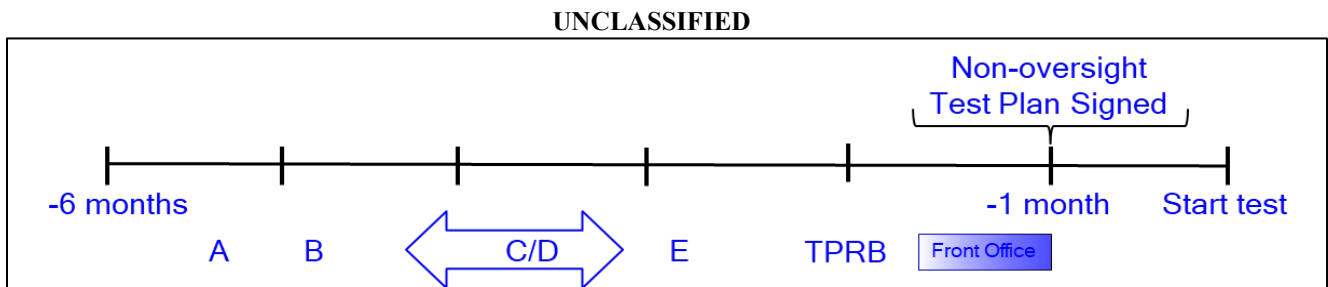 UNCLASSIFIED
Non-oversight
Test Plan Signed
-6 months
-1 month
Start test
A
B
C/D
E
TPRB
Front Office